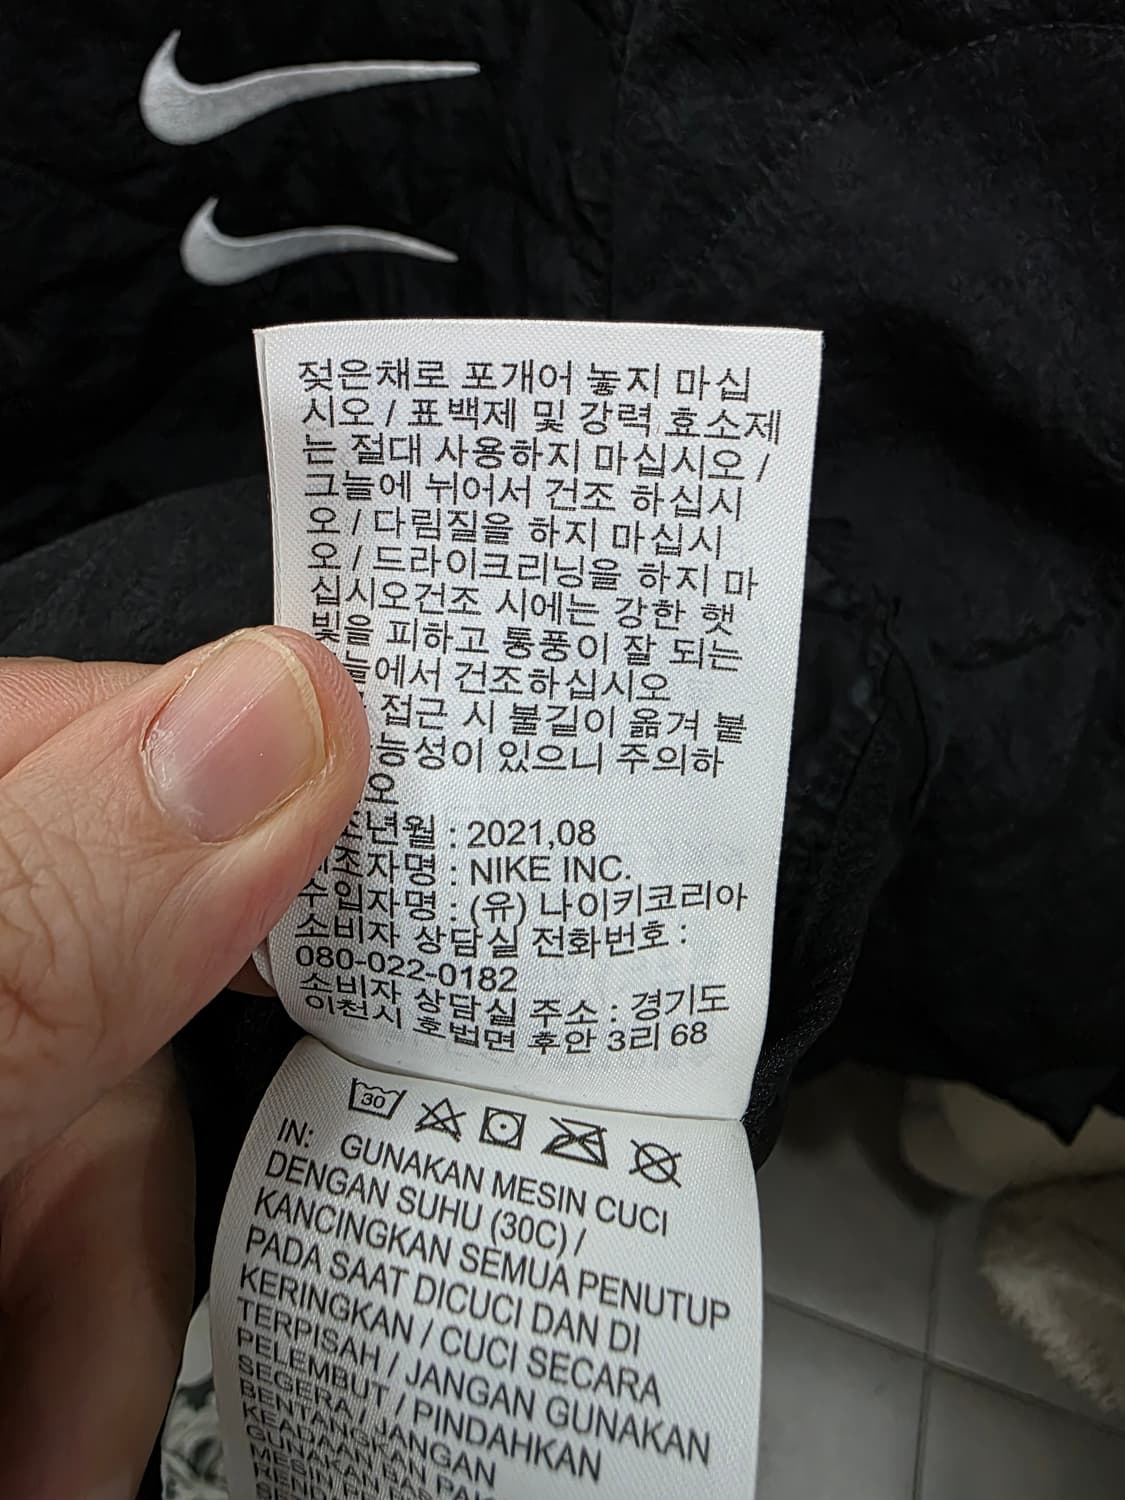 젖은채로 포개어 놓지 마십
시오 / 표백제 및 강력 효소제
는 절대 사용하지 마십시오 /
그늘에 뉘어서 건조 하십시
오 / 다림질을 하지 마십시
오 / 드라이크리닝을 하지 마
십시오건조 시에는 강한 햇
빛을 피하고 통풍이 잘 되는
에서 건조하십시오
접근 시 불길이 옮겨 붙
있으니 주의하
오
: 2021,08
: NIKE INC.
수입자명 : (유) 나이키코리아
소비자 상담실 전화번호 :
080-022-0182
소비자 상담실 주소 : 경기도
이천시 호법면 후안 3리 68
30
IN: GUNAKAN MESIN CUCI
DENGAN SUHU (30C) /
KANCINGKAN SEMUA PENUTUP
PADA SAAT DICUCI DAN DI
KERINGKAN / CUCI SECARA
TERPISAH / JANGAN GUNAKAN
PELEMBUT / PINDAHKAN
SEGERA / JANGAN
BENTANGKAN